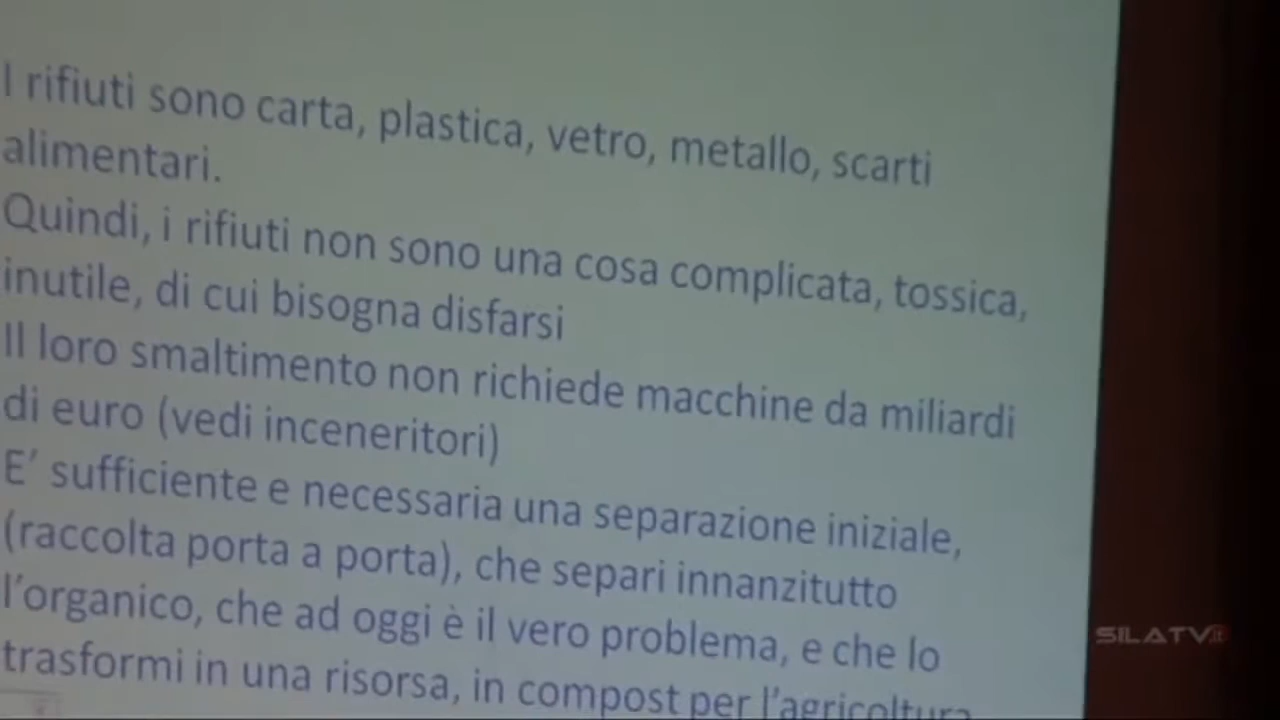 I rifiuti sono carta, plastica, vetro, metallo, scarti
alimentari.
Quindi, i rifiuti non sono una cosa complicata, tossica,
inutile, di cui bisogna disfarsi
Il loro smaltimento non richiede macchine da miliardi
di euro (vedi inceneritori)
E' sufficiente e necessaria una separazione iniziale,
(raccolta porta a porta), che separi innanzitutto
l'organico, che ad oggi è il vero problema, e che lo
trasformi in una risorsa, in compost per l'agricoltura
SILATV.it